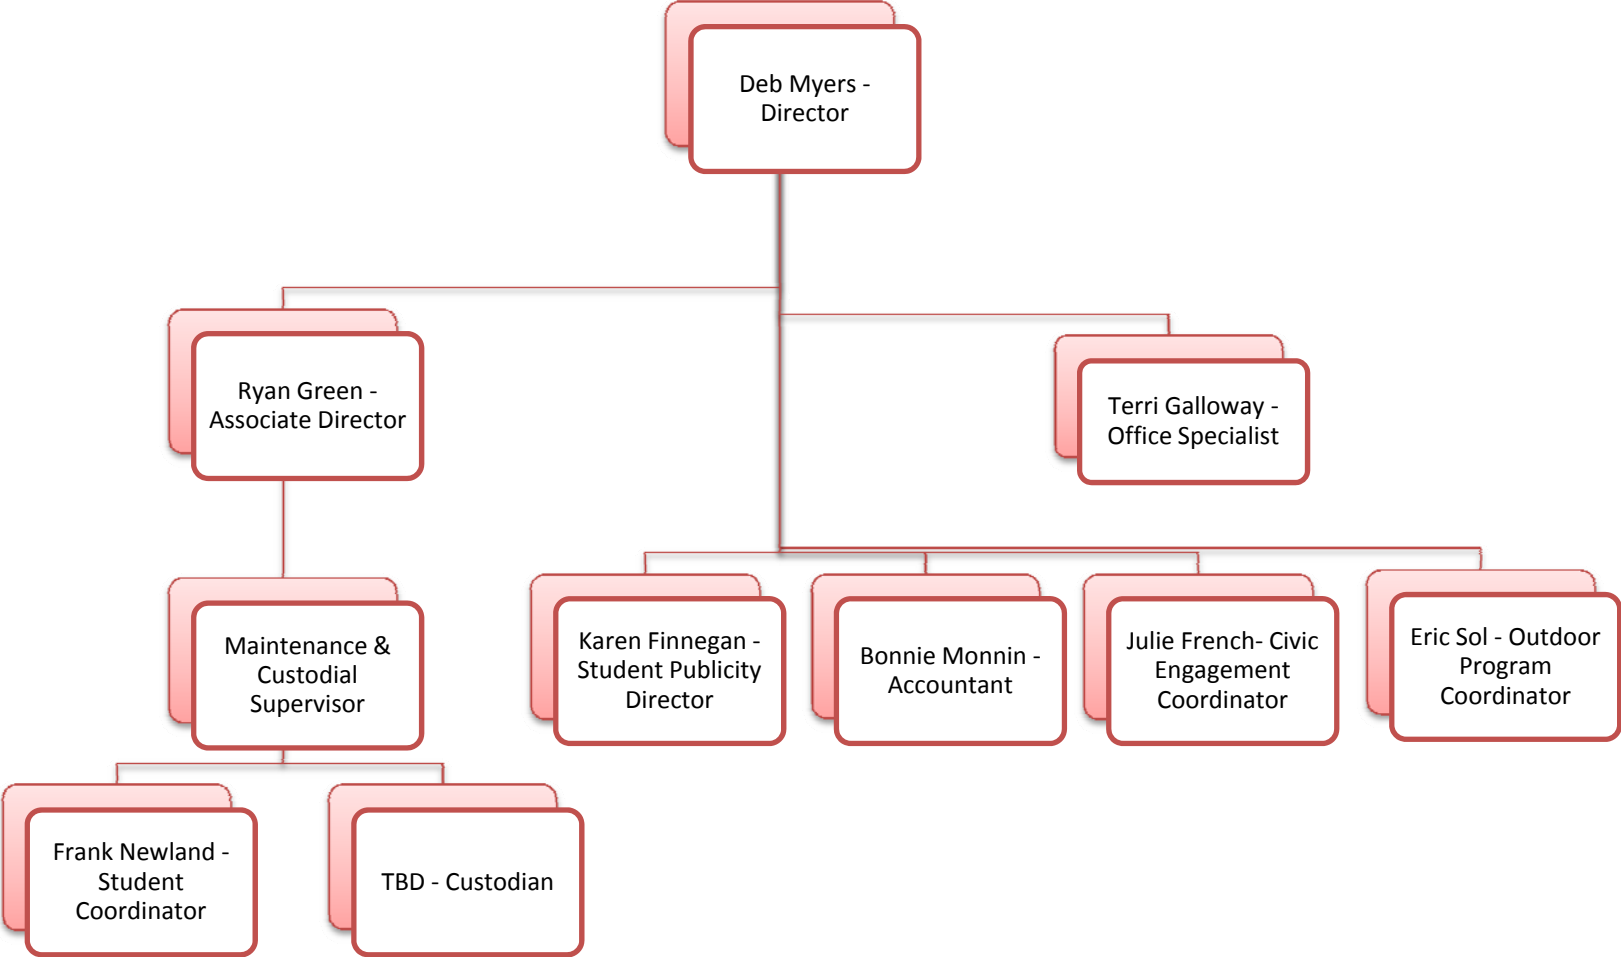 Deb Myers -
Director
Ryan Green -
Associate Director
Terri Galloway -
Office Specialist
Maintenance &
Custodial
Supervisor
Karen Finnegan -
Student Publicity
Director
Bonnie Monnin -
Accountant
Julie French- Civic
Engagement
Coordinator
Eric Sol - Outdoor
Program
Coordinator
Frank Newland -
Student
Coordinator
TBD - Custodian